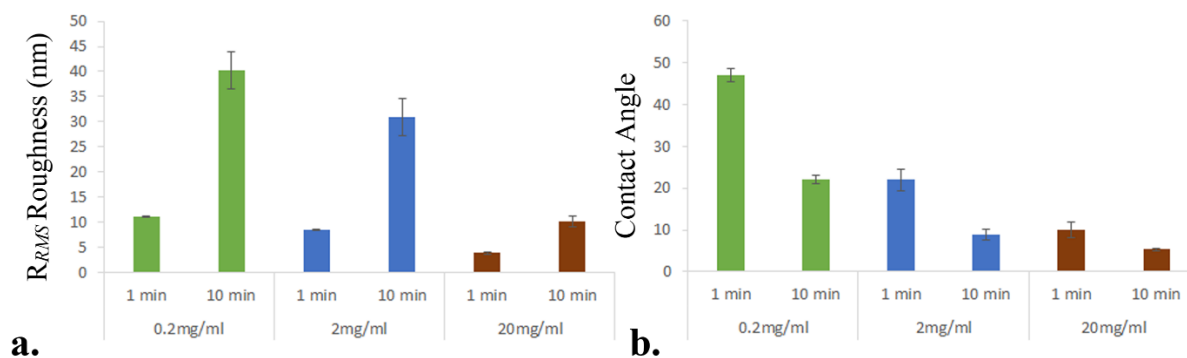 R_RMS Roughness (nm)
50
45
40
35
30
25
20
15
10
5
0
1 min 10 min 1 min 10 min 1 min 10 min
0.2mg/ml 2mg/ml 20mg/ml
a.
Contact Angle
60
50
40
30
20
10
0
1 min 10 min 1 min 10 min 1 min 10 min
0.2mg/ml 2mg/ml 20mg/ml
b.